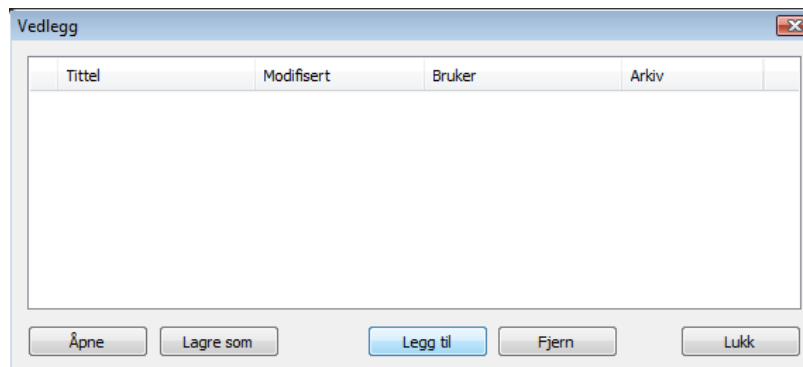 Vedlegg
Tittel Modifisert Bruker Arkiv
Åpne Lagre som Legg til Fjern Lukk